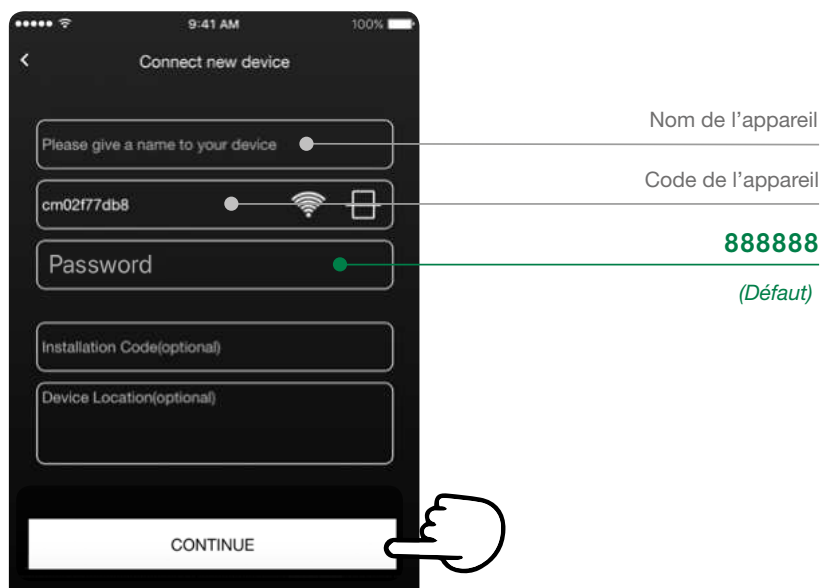 9:41 AM
100%
Connect new device
Please give a name to your device
Nom de l'appareil
cm02f77db8
Code de l'appareil
Password
888888
(Défaut)
Installation Code(optional)
Device Location(optional)
CONTINUE